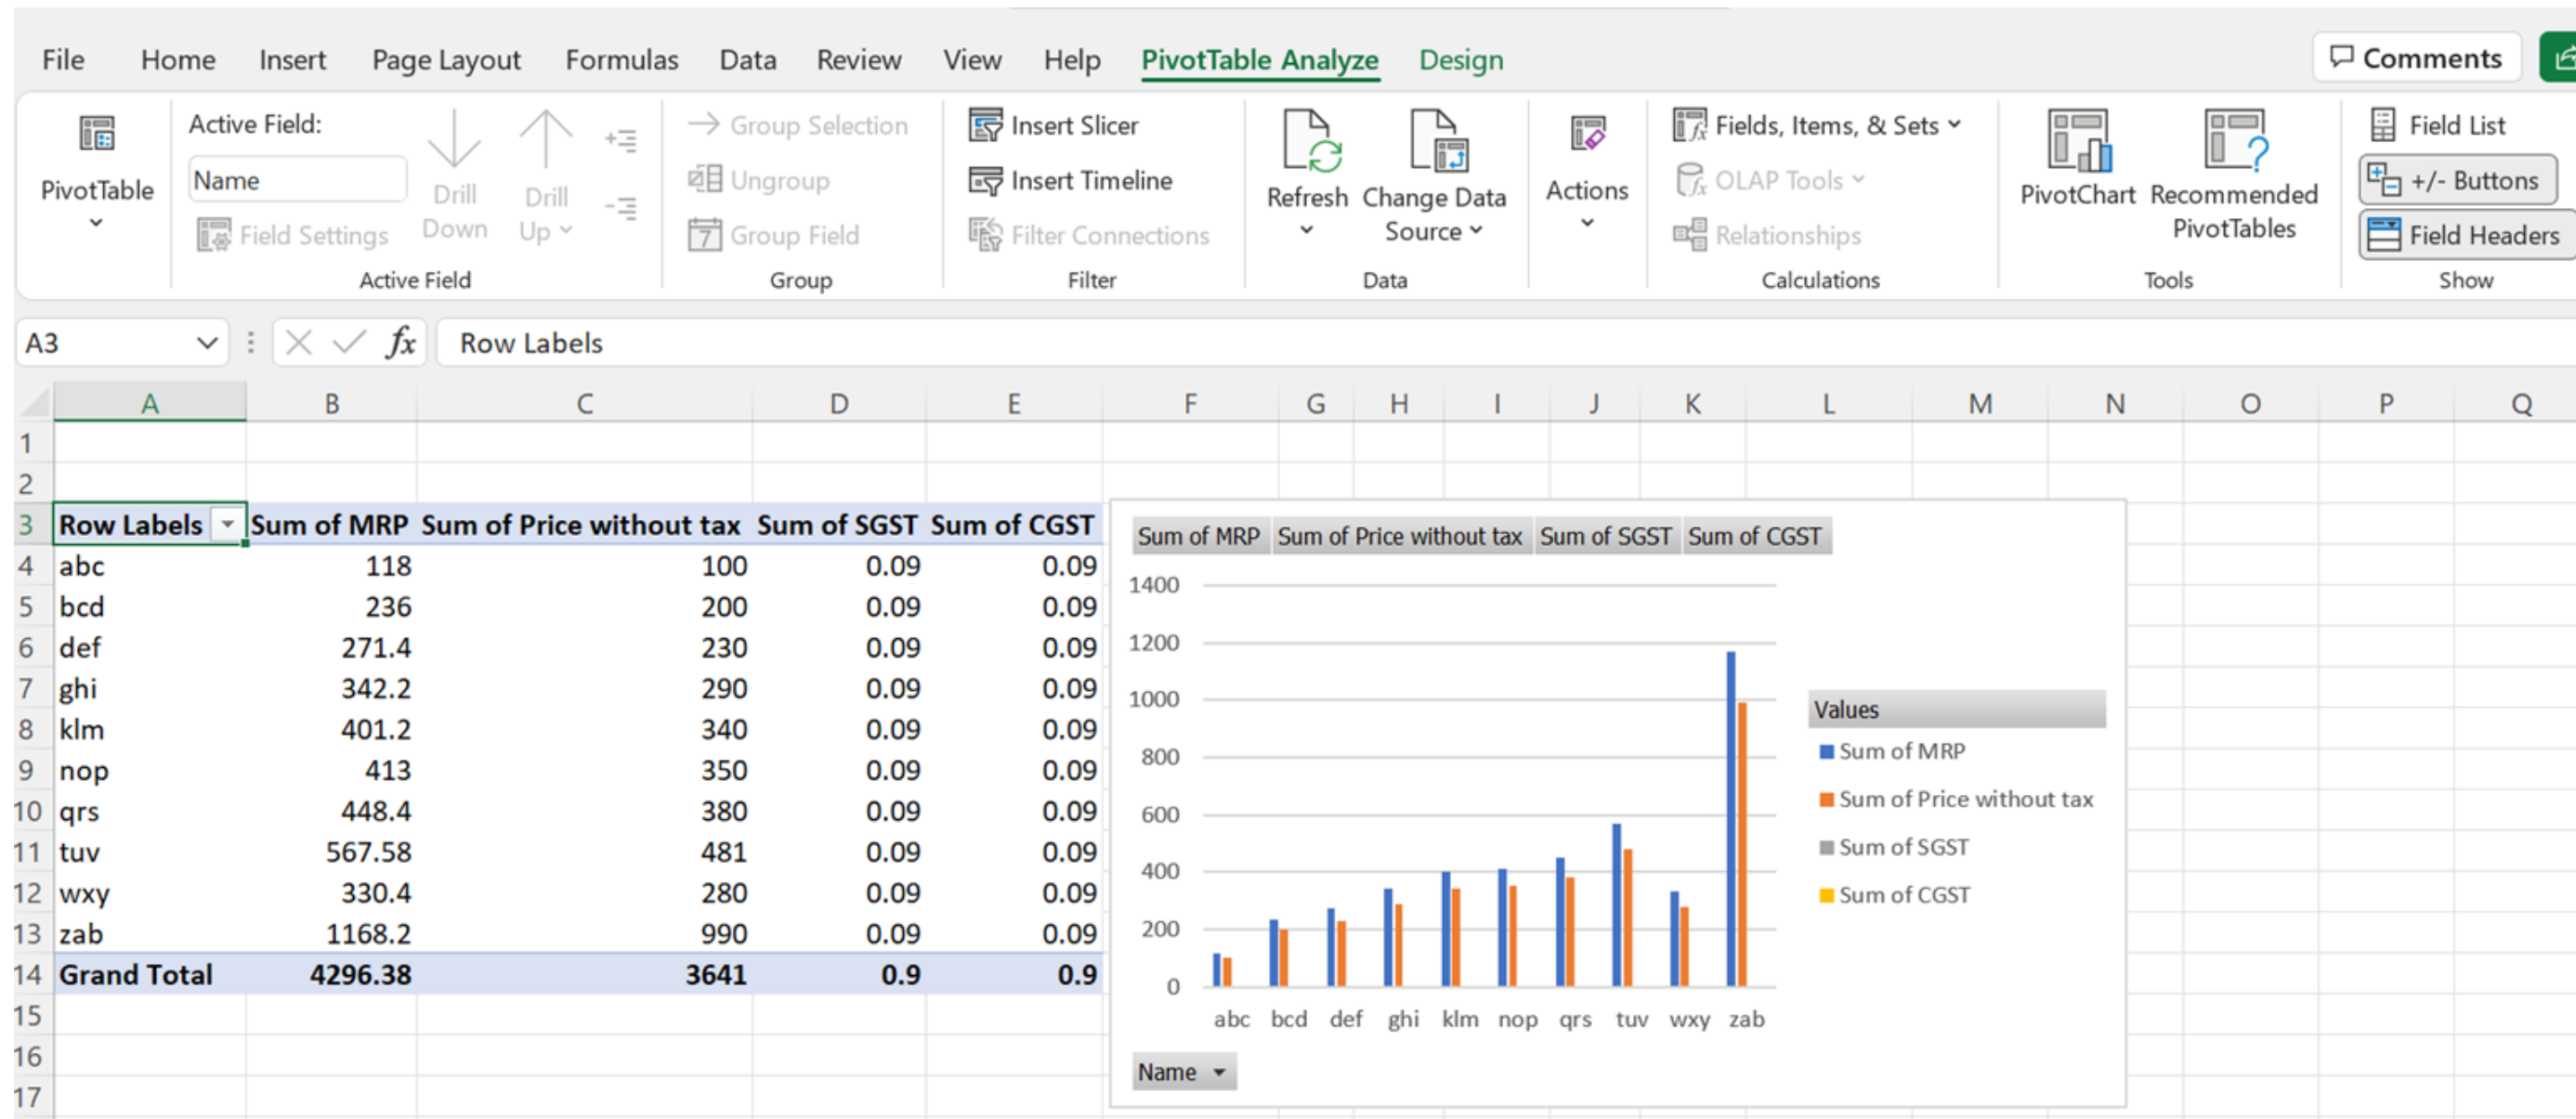 File Home Insert Page Layout Formulas Data Review View Help PivotTable Analyze Design Comments
PivotTable
Active Field:
Name
Field Settings
Drill Down
Drill Up
Active Field
Group Selection
Ungroup
Group Field
Group
Insert Slicer
Insert Timeline
Filter Connections
Filter
Refresh
Change Data Source
Data
Actions
Fields, Items, & Sets
OLAP Tools
Relationships
Calculations
PivotChart
Recommended PivotTables
Tools
Field List
+/- Buttons
Field Headers
Show
A3 fx Row Labels
A B C D E F G H I J K L M N O P Q
1
2
3 Row Labels Sum of MRP Sum of Price without tax Sum of SGST Sum of CGST
4 abc 118 100 0.09 0.09
5 bcd 236 200 0.09 0.09
6 def 271.4 230 0.09 0.09
7 ghi 342.2 290 0.09 0.09
8 klm 401.2 340 0.09 0.09
9 nop 413 350 0.09 0.09
10 qrs 448.4 380 0.09 0.09
11 tuv 567.58 481 0.09 0.09
12 wxy 330.4 280 0.09 0.09
13 zab 1168.2 990 0.09 0.09
14 Grand Total 4296.38 3641 0.9 0.9
15
16
17
Sum of MRP Sum of Price without tax Sum of SGST Sum of CGST
1400
1200
1000
800
600
400
200
0
abc bcd def ghi klm nop qrs tuv wxy zab
Values
Sum of MRP
Sum of Price without tax
Sum of SGST
Sum of CGST
Name